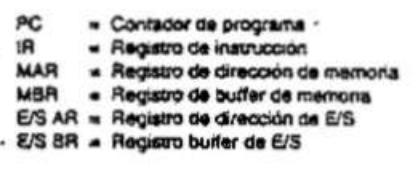 PC = Contador de programa
IR = Registro de instrucción
MAR = Registro de dirección de memoria
MBR = Registro de buffer de memoria
E/S AR = Registro de dirección de E/S
E/S BR = Registro buffer de E/S